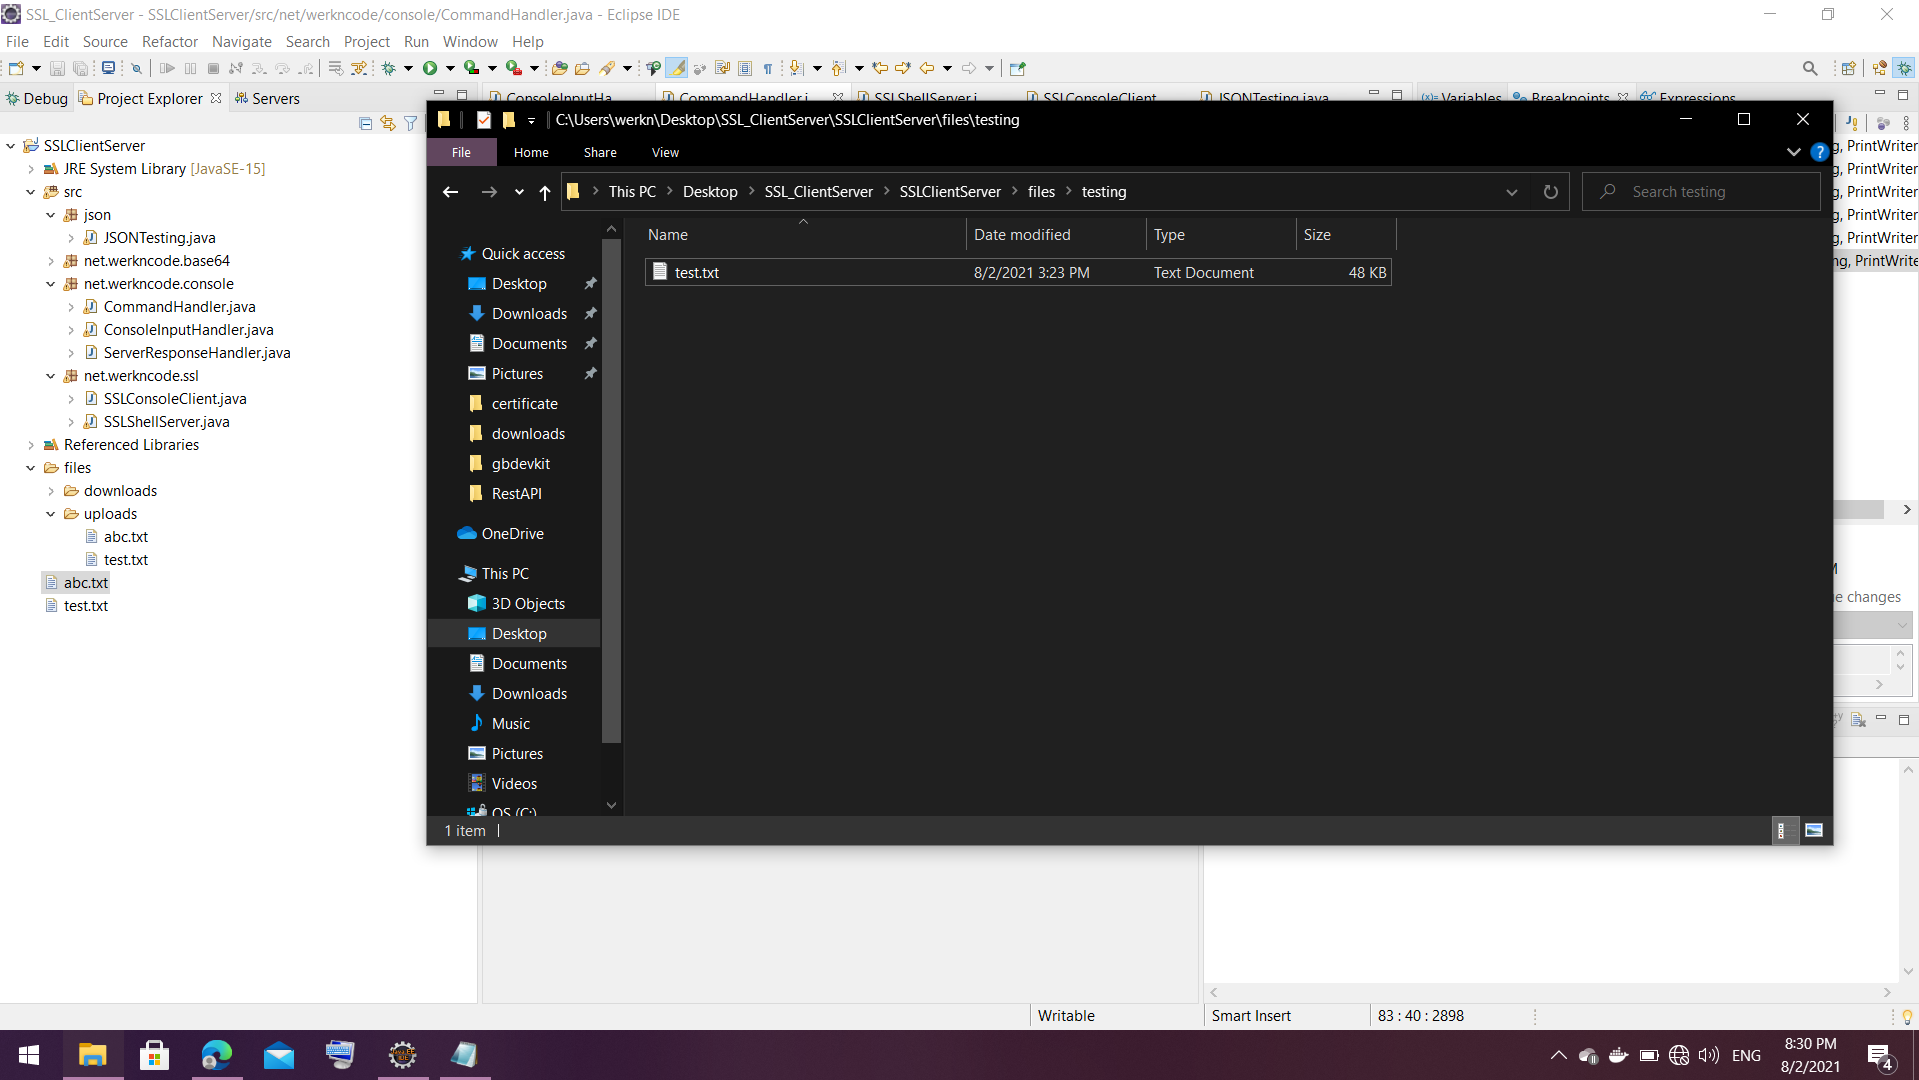 SSL_ClientServer - SSLClientServer/src/net/werkncode/console/CommandHandler.java - Eclipse IDE
File Edit Source Refactor Navigate Search Project Run Window Help
Debug Project Explorer Servers
SSLClientServer
JRE System Library [JavaSE-15]
src
json
JSONTesting.java
net.werkncode.base64
net.werkncode.console
CommandHandler.java
ConsoleInputHandler.java
ServerResponseHandler.java
net.werkncode.ssl
SSLConsoleClient.java
SSLShellServer.java
Referenced Libraries
files
downloads
uploads
abc.txt
test.txt
abc.txt
test.txt
ConsoleInputHa CommandHandler.j SSLShellServer.j SSLConsoleClient JSONTesting.java
Variables Breakpoints Expressions
C:\Users\werkn\Desktop\SSL_ClientServer\SSLClientServer\files\testing
File Home Share View
This PC Desktop SSL_ClientServer SSLClientServer files testing
Search testing
Name Date modified Type Size
test.txt 8/2/2021 3:23 PM Text Document 48 KB
Quick access
Desktop
Downloads
Documents
Pictures
certificate
downloads
gbdevkit
RestAPI
OneDrive
This PC
3D Objects
Desktop
Documents
Downloads
Music
Pictures
Videos
OS (C:)
1 item
g, PrintWriter
g, PrintWriter
g, PrintWriter
g, PrintWriter
g, PrintWriter
ng, PrintWrite
M
e changes
Writable Smart Insert 83 : 40 : 2898
ENG
8:30 PM
8/2/2021
4